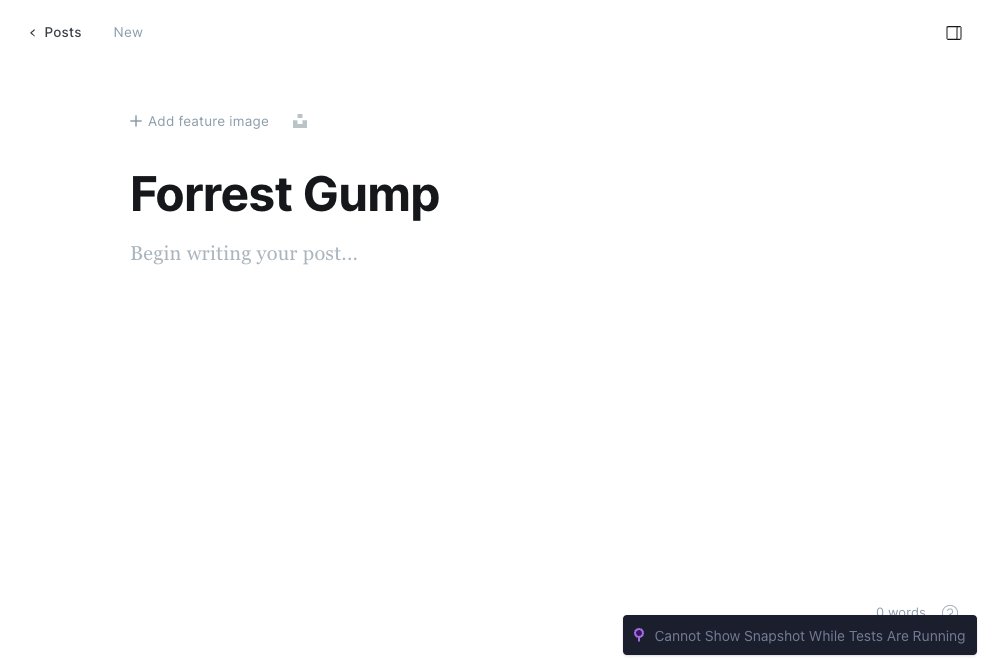 Posts New
Add feature image
Forrest Gump
Begin writing your post...
0 words
Cannot Show Snapshot While Tests Are Running